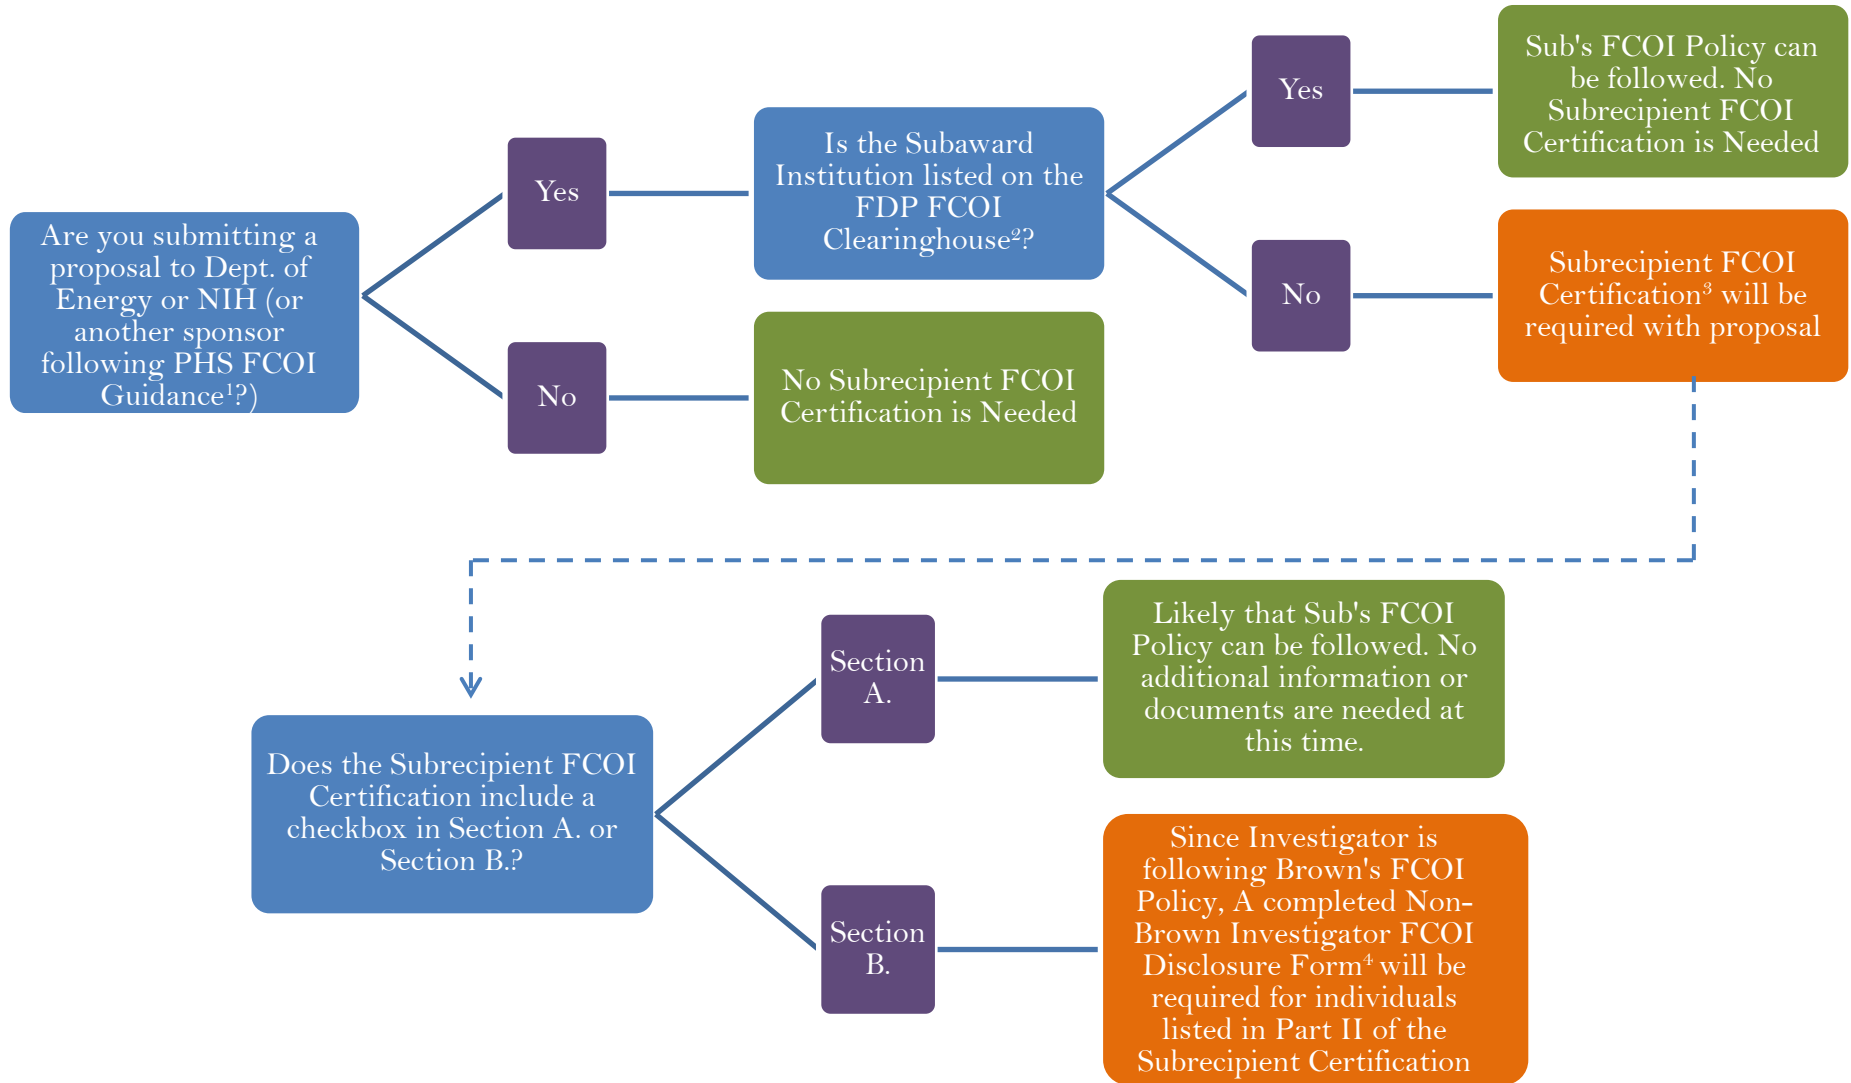 Are you submitting a
proposal to Dept. of
Energy or NIH (or
another sponsor
following PHS FCOI
Guidance¹?)
Yes
No
Is the Subaward
Institution listed on the
FDP FCOI
Clearinghouse²?
No Subrecipient FCOI
Certification is Needed
Yes
No
Sub's FCOI Policy can
be followed. No
Subrecipient FCOI
Certification is Needed
Subrecipient FCOI
Certification³ will be
required with proposal
Does the Subrecipient FCOI
Certification include a
checkbox in Section A. or
Section B.?
Section
A.
Section
B.
Likely that Sub's FCOI
Policy can be followed. No
additional information or
documents are needed at
this time.
Since Investigator is
following Brown's FCOI
Policy, A completed Non-
Brown Investigator FCOI
Disclosure Form⁴ will be
required for individuals
listed in Part II of the
Subrecipient Certification